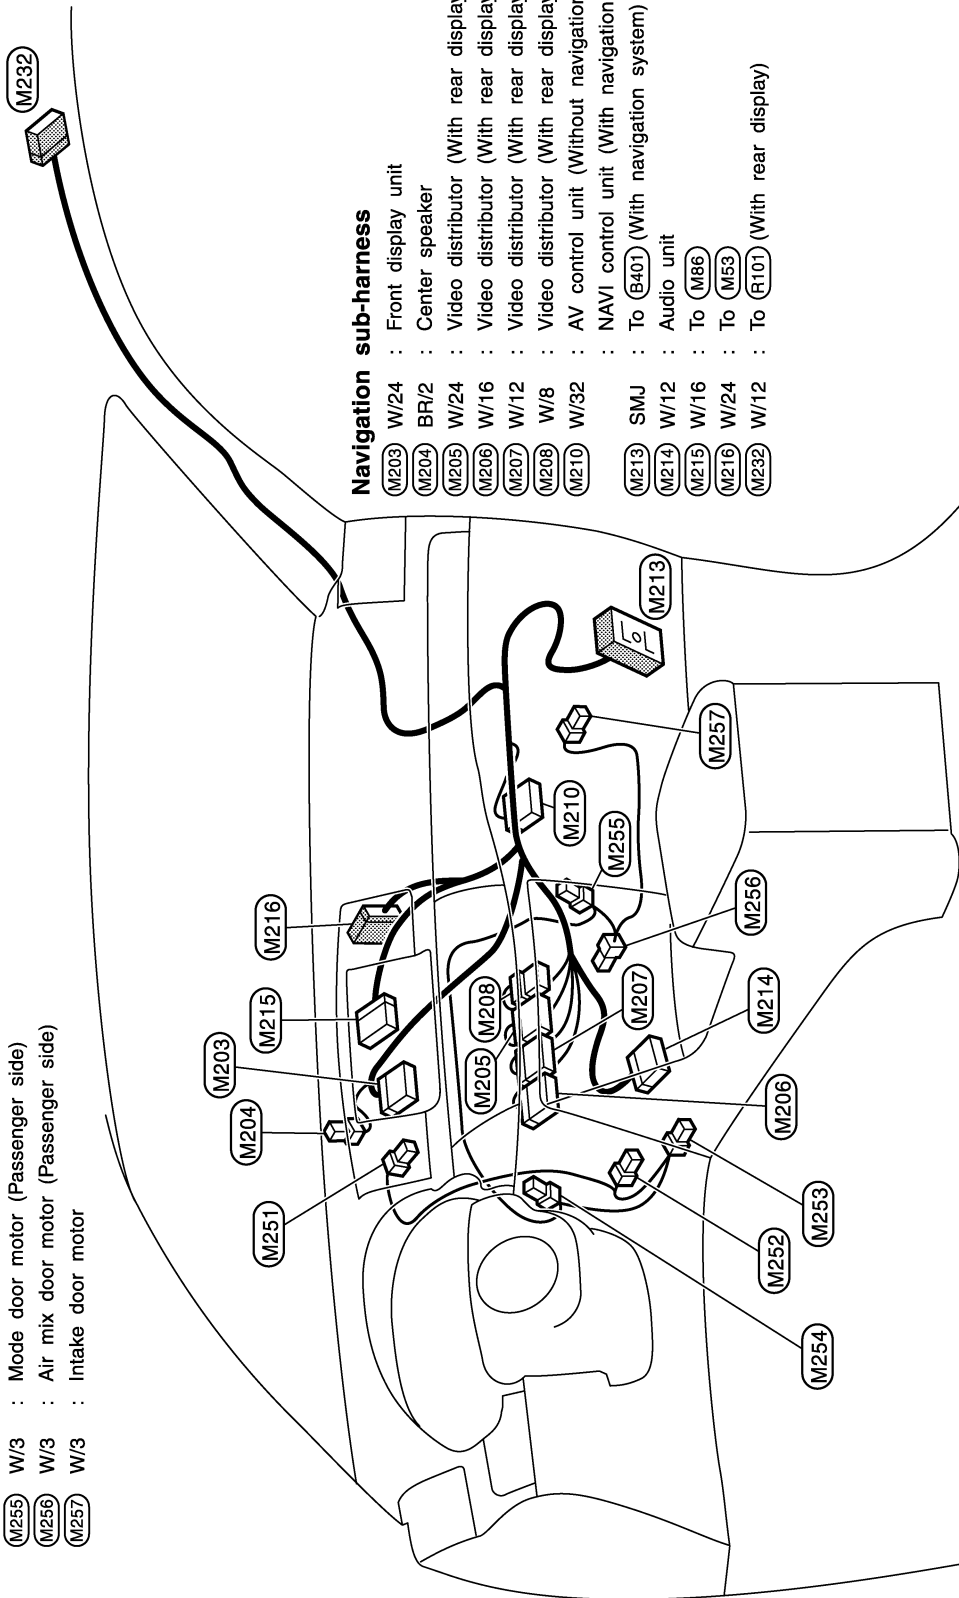 M255 W/3 : Mode door motor (Passenger side)
M256 W/3 : Air mix door motor (Passenger side)
M257 W/3 : Intake door motor
Navigation sub-harness
M203 W/24 : Front display unit
M204 BR/2 : Center speaker
M205 W/24 : Video distributor (With rear display
M206 W/16 : Video distributor (With rear display
M207 W/12 : Video distributor (With rear display
M208 W/8 : Video distributor (With rear display
M210 W/32 : AV control unit (Without navigation
: NAVI control unit (With navigation
M213 SMJ : To B401 (With navigation system)
M214 W/12 : Audio unit
M215 W/16 : To M86
M216 W/24 : To M53
M232 W/12 : To R101 (With rear display)
M232
M216
M215
M203
M204
M251
M213
M257
M210
M255
M256
M208
M207
M205
M214
M206
M253
M252
M254